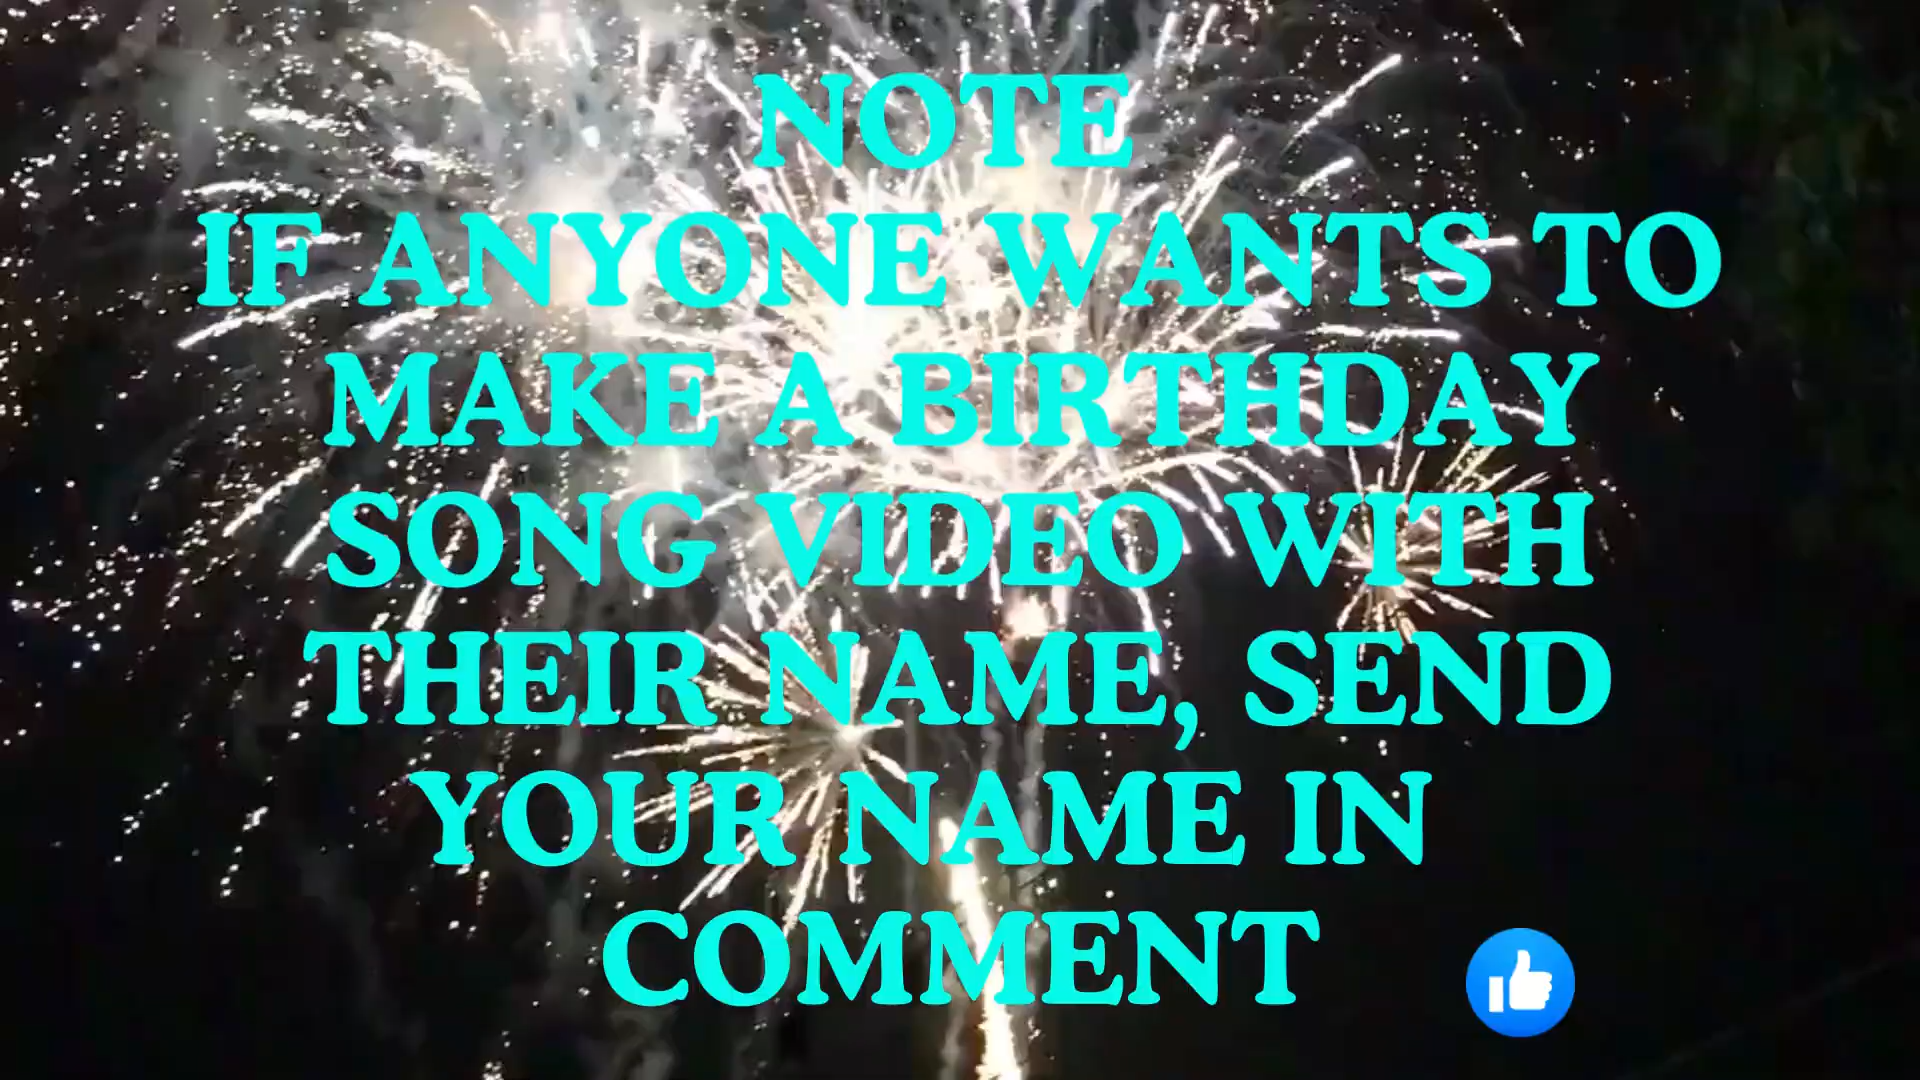 NOTE
IF ANYONE WANTS TO
MAKE A BIRTHDAY
SONG VIDEO WITH
THEIR NAME, SEND
YOUR NAME IN
COMMENT